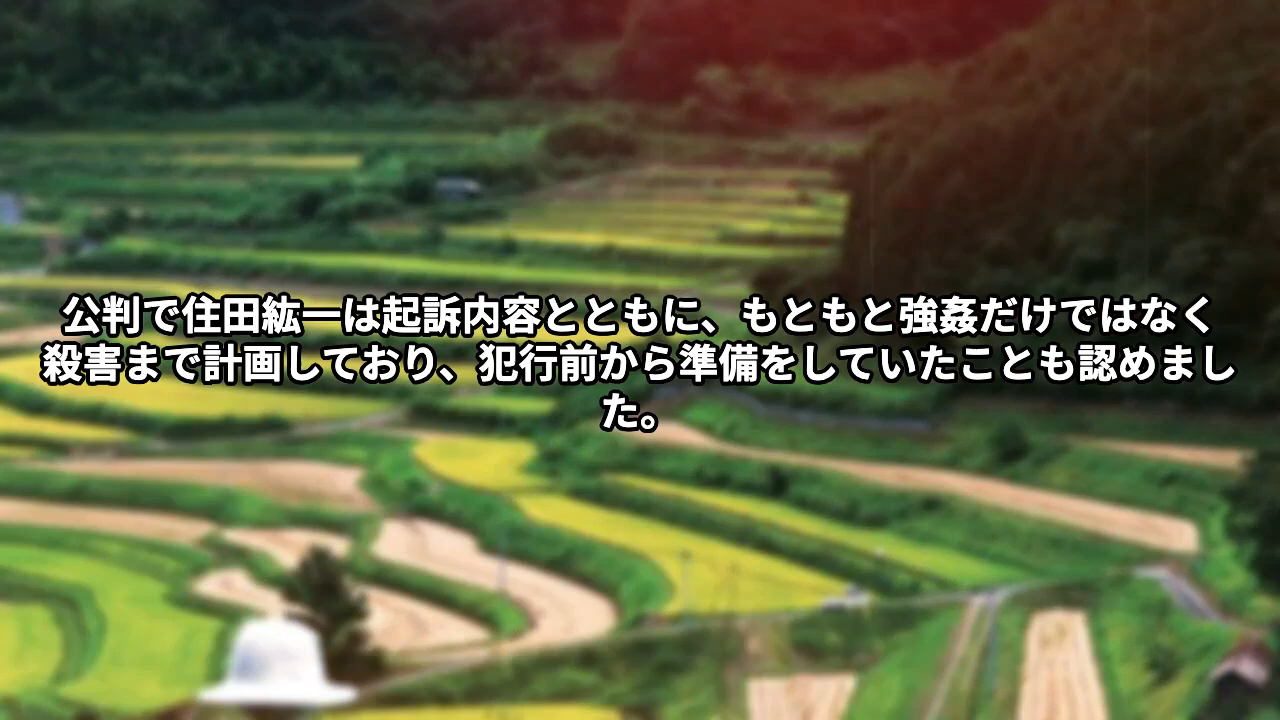 公判で住田紘一は起訴内容とともに、もともと強姦だけではなく
殺害まで計画しており、犯行前から準備をしていたことも認めまし
た。